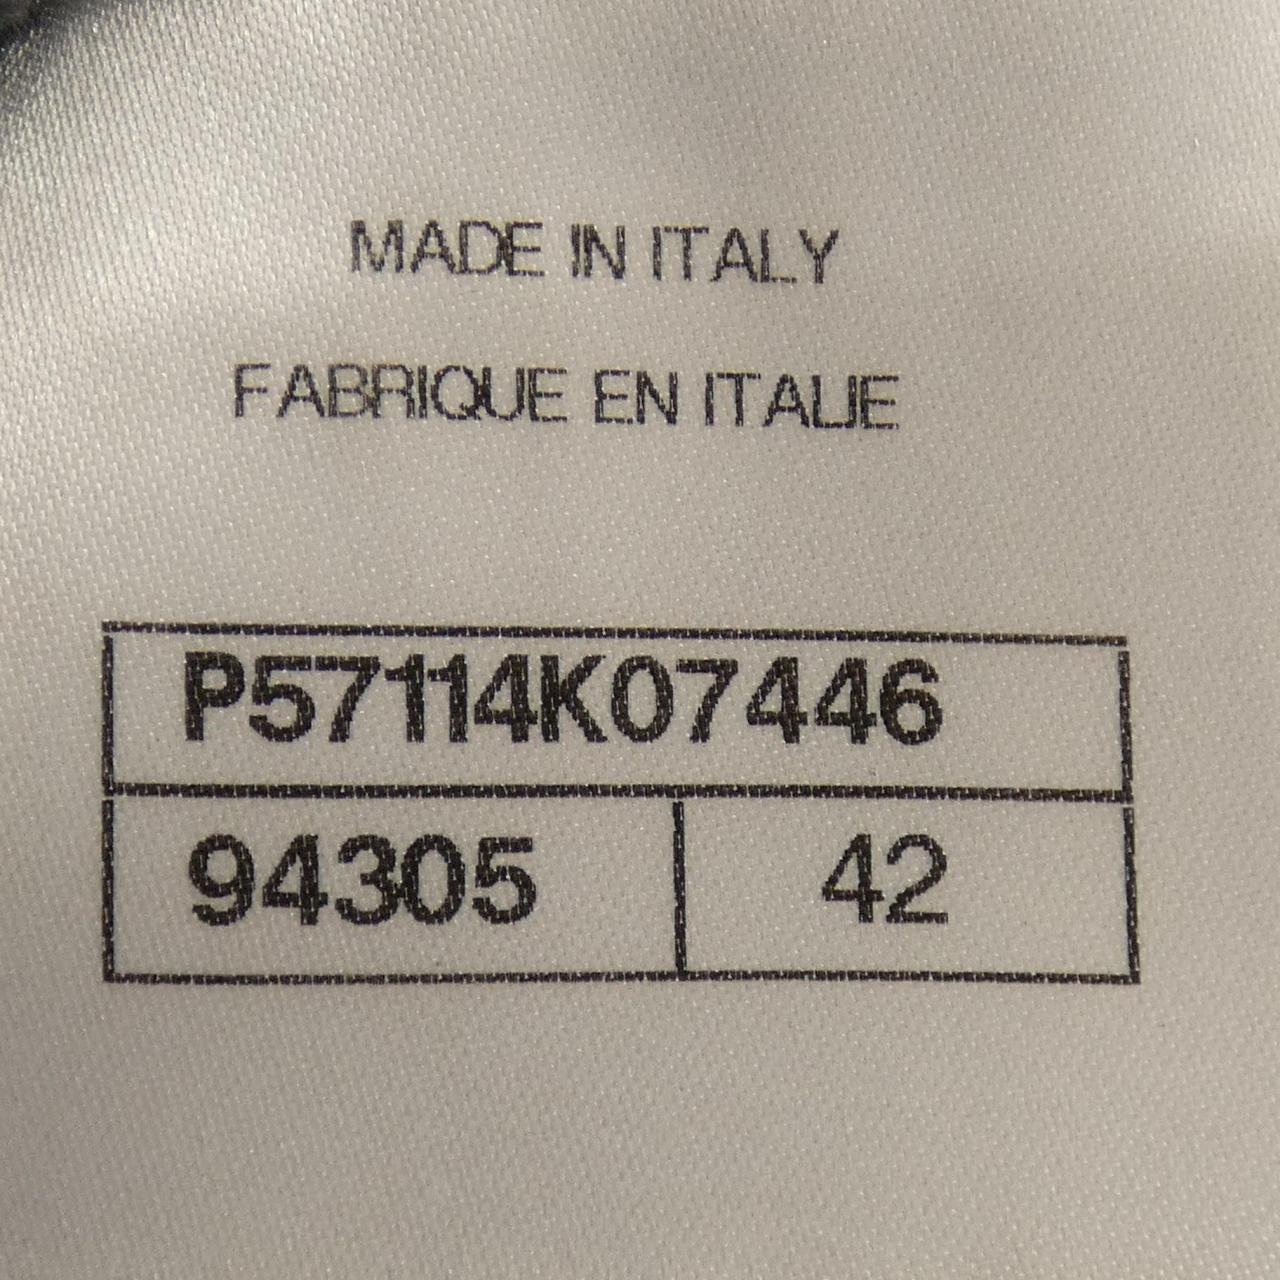 MADE IN ITALY
FABRIQUE EN ITALIE
P57114K07446
94305 42